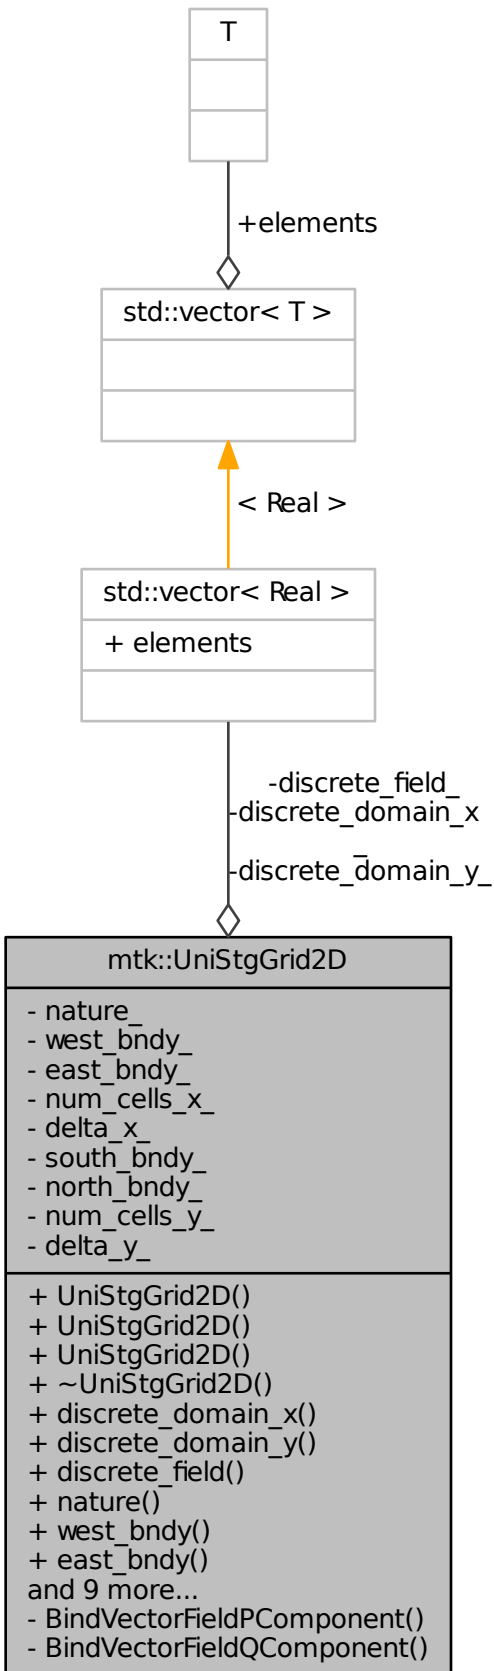 T
+elements
std::vector< T >
< Real >
std::vector< Real >
+ elements
-discrete_field_
-discrete_domain_x
_
-discrete_domain_y_
mtk::UniStgGrid2D
- nature_
- west_bndy_
- east_bndy_
- num_cells_x_
- delta_x_
- south_bndy_
- north_bndy_
- num_cells_y_
- delta_y_
+ UniStgGrid2D()
+ UniStgGrid2D()
+ UniStgGrid2D()
+ ~UniStgGrid2D()
+ discrete_domain_x()
+ discrete_domain_y()
+ discrete_field()
+ nature()
+ west_bndy()
+ east_bndy()
and 9 more...
- BindVectorFieldPComponent()
- BindVectorFieldQComponent()